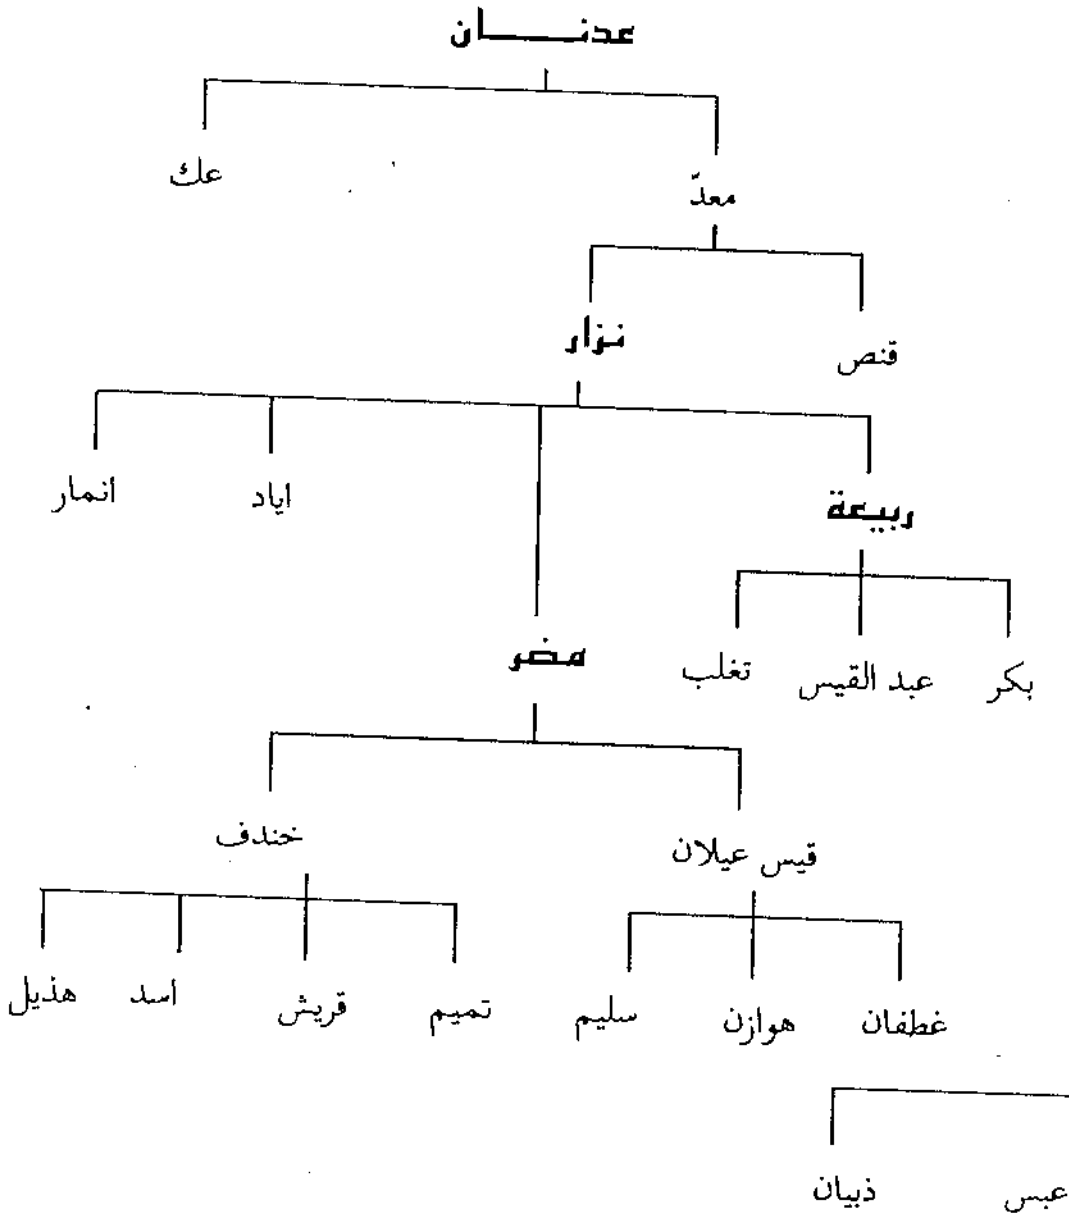 عدنــــان
معدّ عك
قنص نزار
ربيعة اياد انمار
بكر عبد القيس تغلب
مضر
قيس عيلان خندف
غطفان هوازن سليم تميم قريش اسد هذيل
عبس ذبيان